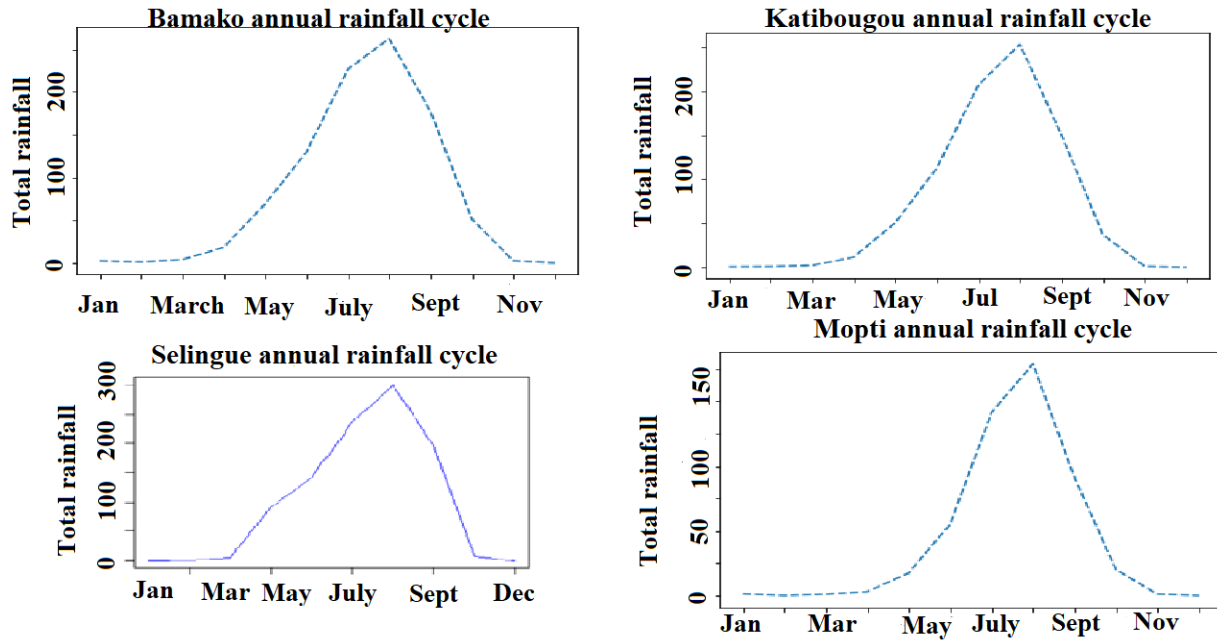 Bamako annual rainfall cycle
Total rainfall
200
100
0
Jan March May July Sept Nov
Katibougou annual rainfall cycle
Total rainfall
200
100
0
Jan Mar May Jul Sept Nov
Selingue annual rainfall cycle
Total rainfall
300
200
100
0
Jan Mar May July Sept Dec
Mopti annual rainfall cycle
Total rainfall
150
100
50
0
Jan Mar May July Sept Nov